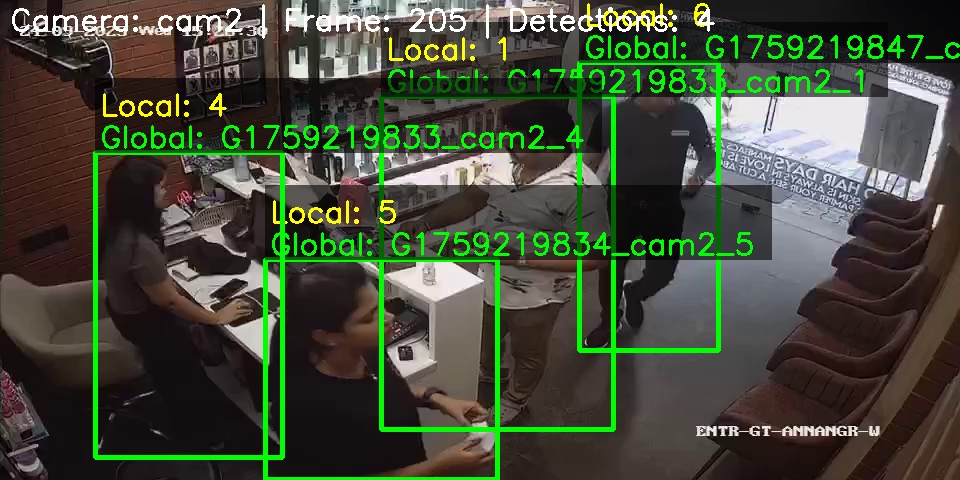 Camera: cam2 | Frame: 205 | Detections: 4
Local: 6
Global: G1759219847_c
Local: 1
Global: G1759219833_cam2_1
Local: 4
Global: G1759219833_cam2_4
Local: 5
Global: G1759219834_cam2_5
ENTR-GT-ANNANGR-W